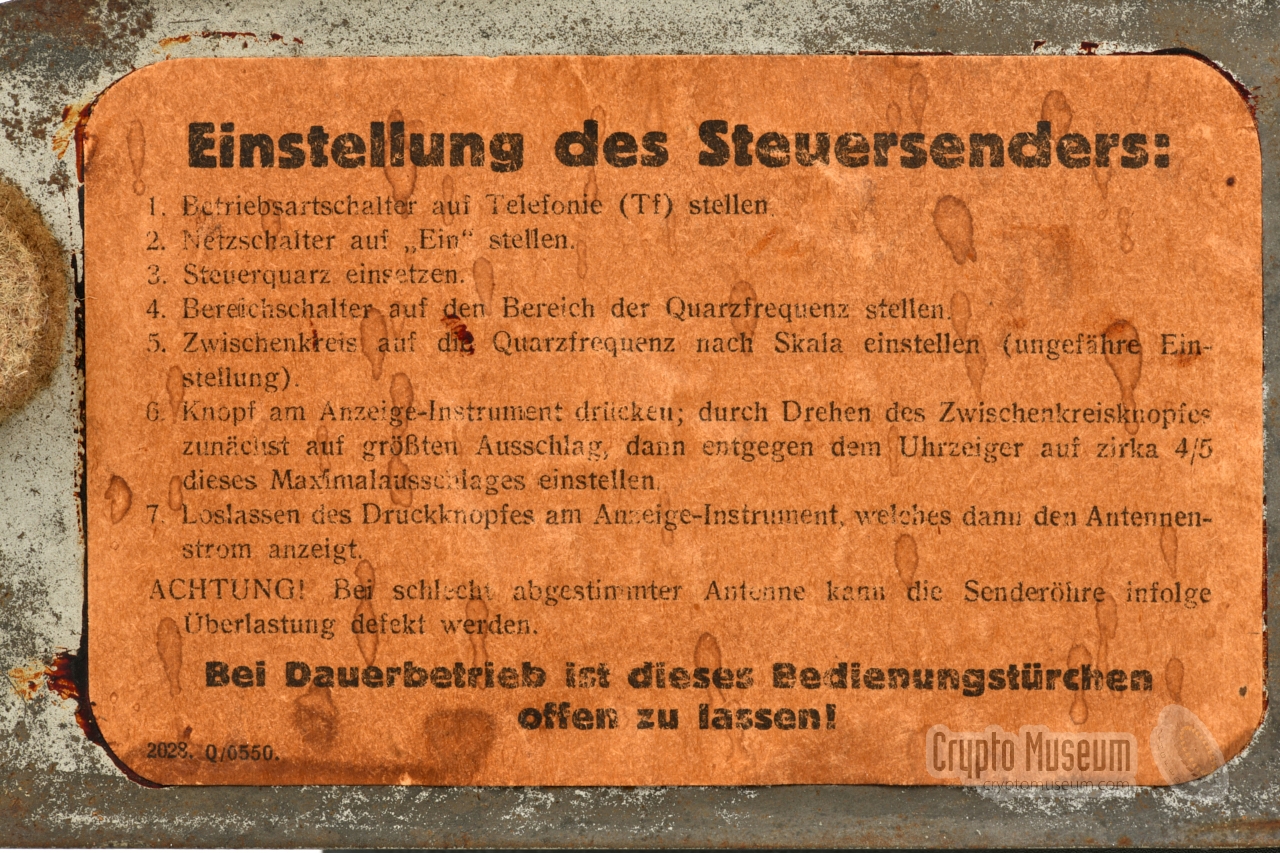 Einstellung des Steuersenders:
1. Betriebsartschalter auf Telefonie (Tf) stellen.
2. Netzschalter auf „Ein“ stellen.
3. Steuerquarz einsetzen.
4. Bereichschalter auf den Bereich der Quarzfrequenz stellen.
5. Zwischenkreis auf die Quarzfrequenz nach Skala einstellen (ungefähre Ein-
stellung).
6. Knopf am Anzeige-Instrument drücken; durch Drehen des Zwischenkreisknopfes
zunächst auf größten Ausschlag, dann entgegen dem Uhrzeiger auf zirka 4/5
dieses Maximalausschlages einstellen.
7. Loslassen des Druckknopfes am Anzeige-Instrument, welches dann den Antennen-
strom anzeigt.
ACHTUNG! Bei schlecht abgestimmter Antenne kann die Senderöhre infolge
Überlastung defekt werden.
Bei Dauerbetrieb ist dieses Bedienungstürchen
offen zu lassen!
2028. Q/0550.
Crypto Museum
cryptomuseum.com